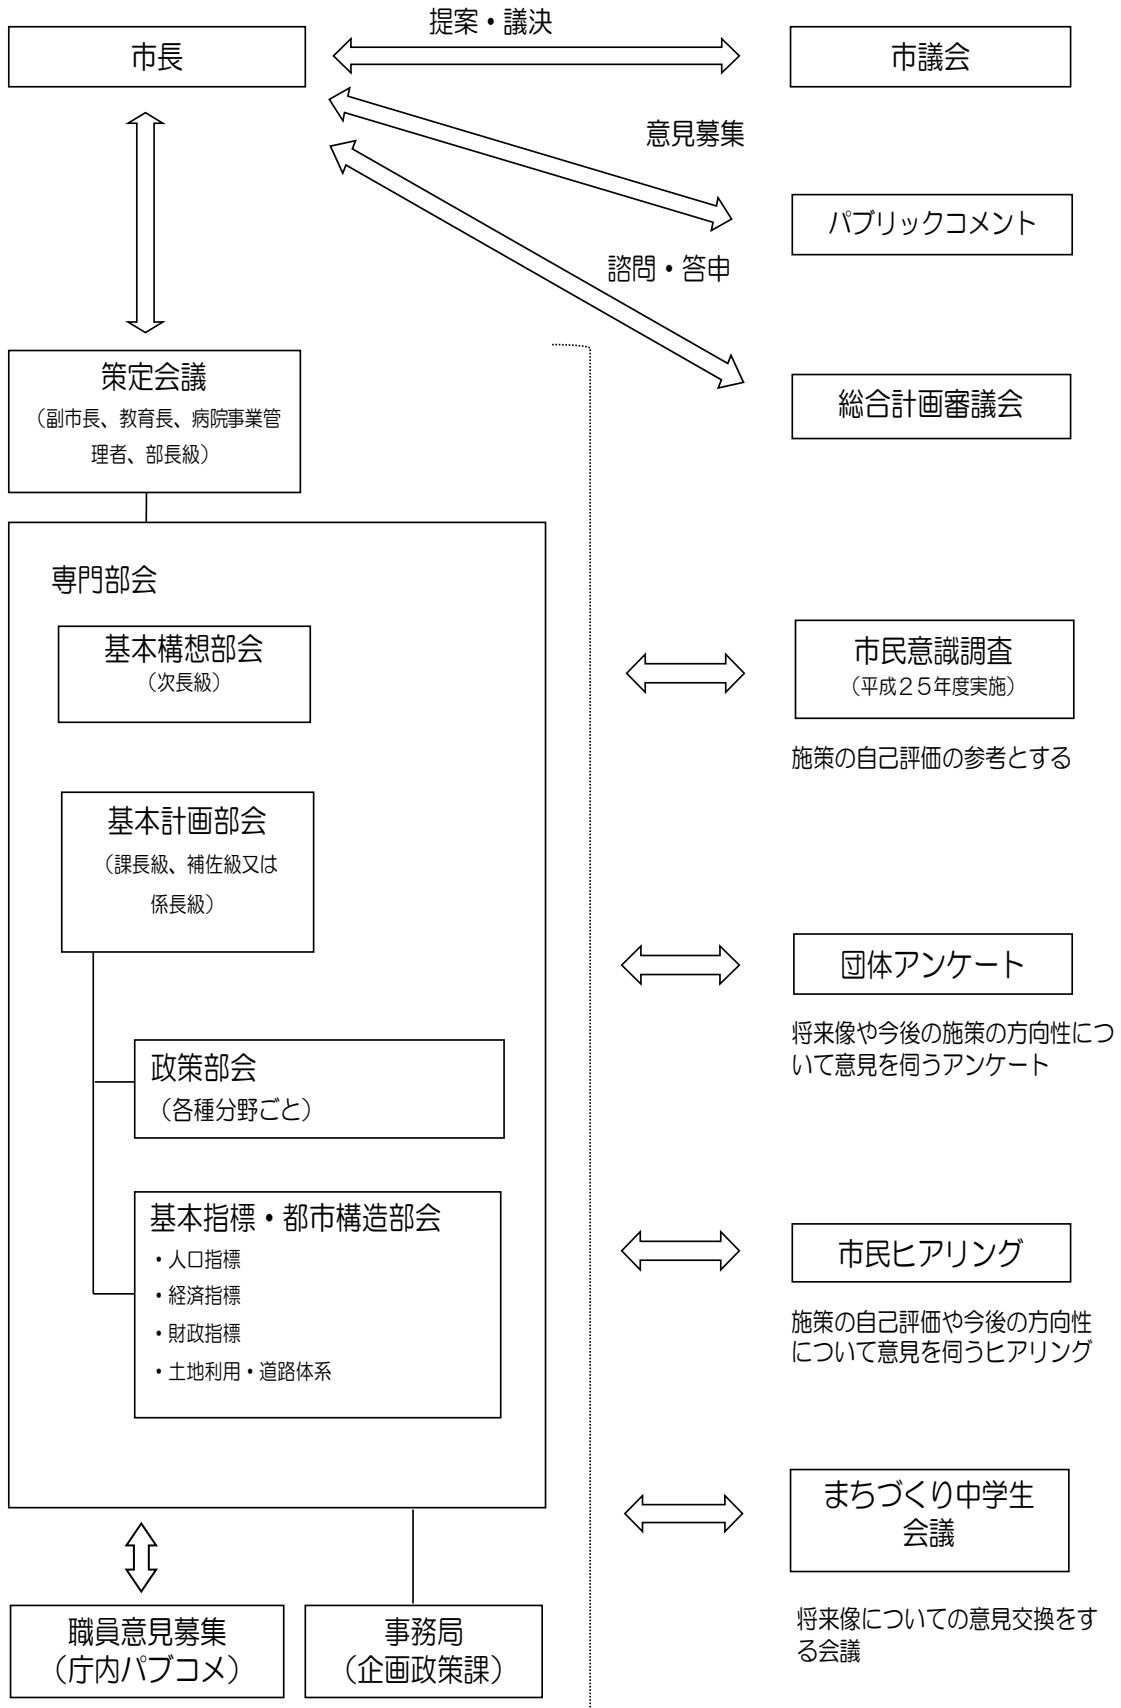 提案・議決
市長
市議会
意見募集
パブリックコメント
諮問・答申
総合計画審議会
策定会議
（副市長、教育長、病院事業管
理者、部長級）
専門部会
基本構想部会
（次長級）
市民意識調査
（平成２５年度実施）
施策の自己評価の参考とする
基本計画部会
（課長級、補佐級又は
係長級）
団体アンケート
将来像や今後の施策の方向性につ
いて意見を伺うアンケート
政策部会
（各種分野ごと）
基本指標・都市構造部会
・人口指標
・経済指標
・財政指標
・土地利用・道路体系
市民ヒアリング
施策の自己評価や今後の方向性
について意見を伺うヒアリング
まちづくり中学生
会議
将来像についての意見交換をす
る会議
職員意見募集
（庁内パブコメ）
事務局
（企画政策課）